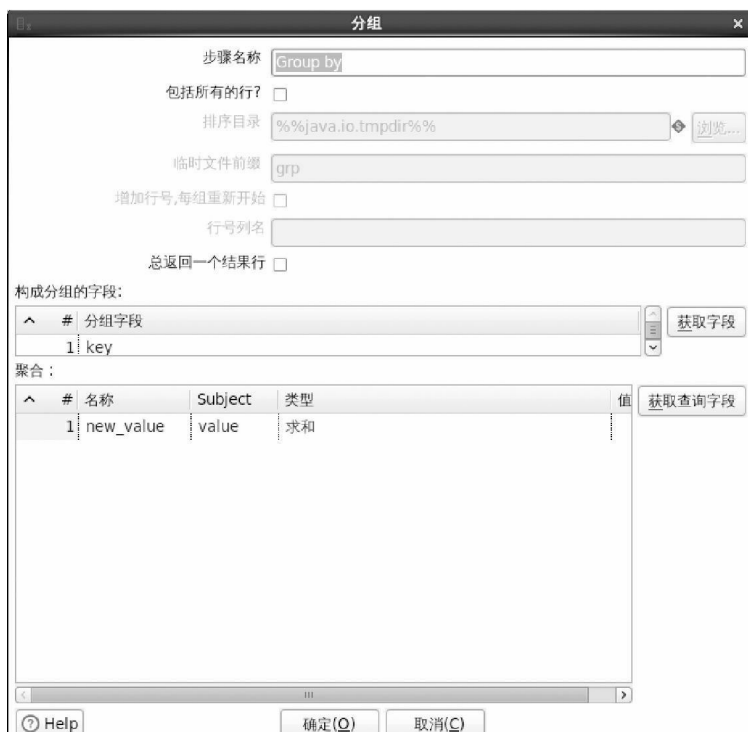 分组
步骤名称 Group by
包括所有的行?
排序目录 %%java.io.tmpdir%% 浏览...
临时文件前缀 grp
增加行号,每组重新开始
行号列名
总返回一个结果行
构成分组的字段:
# 分组字段
1 key
获取字段
聚合：
# 名称 Subject 类型 值
1 new_value value 求和
获取查询字段
Help 确定(O) 取消(C)